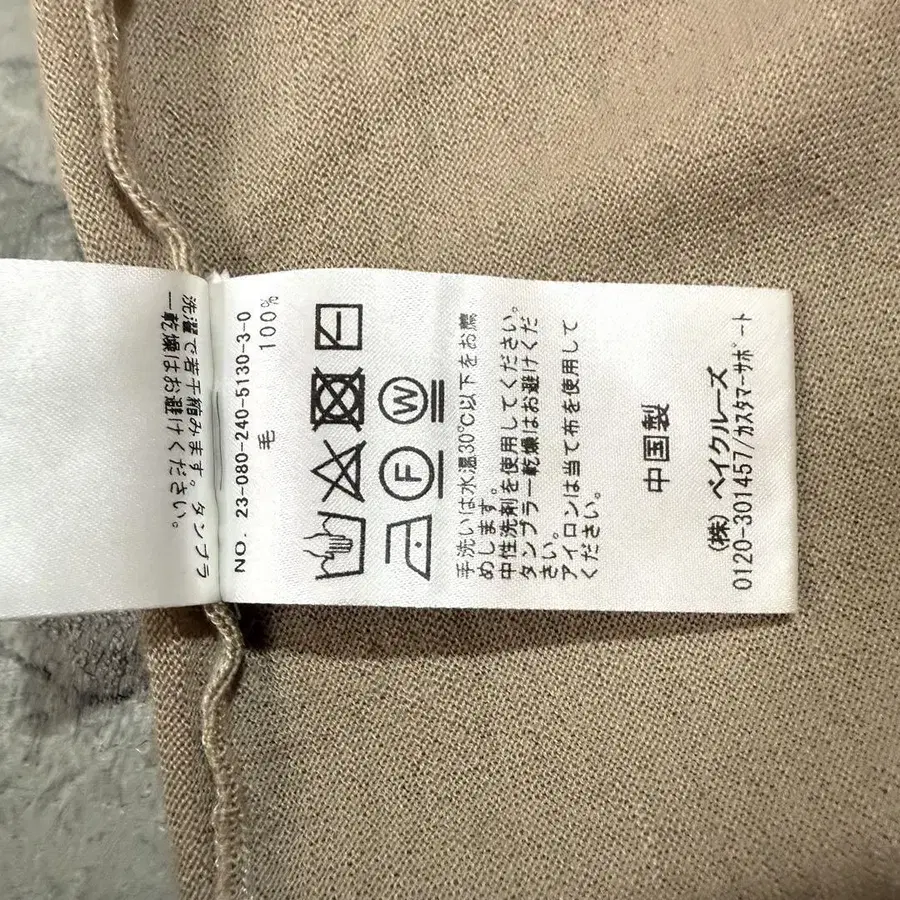 洗濯で若干縮みます。タンブラ
ー乾燥はお避けください。
NO. 23-080-240-5130-3-0
毛 100%
W
F
手洗いは水温30℃以下をお薦
めします。
中性洗剤を使用してください。
タンブラー乾燥はお避けくだ
さい。
アイロンは当て布を使用して
ください。
中国製
(株) ベイクルーズ
0120-301457/カスタマーサポート